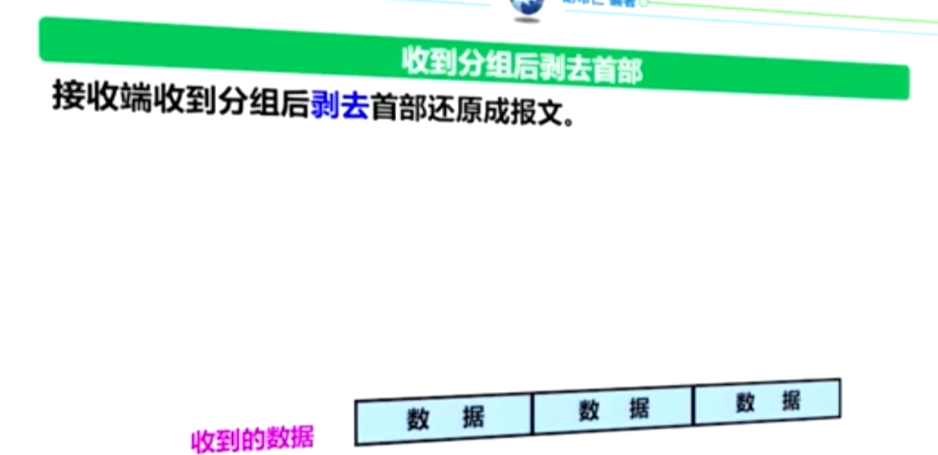 收到分组后剥去首部
接收端收到分组后剥去首部还原成报文。
数 据 数 据 数 据
收到的数据